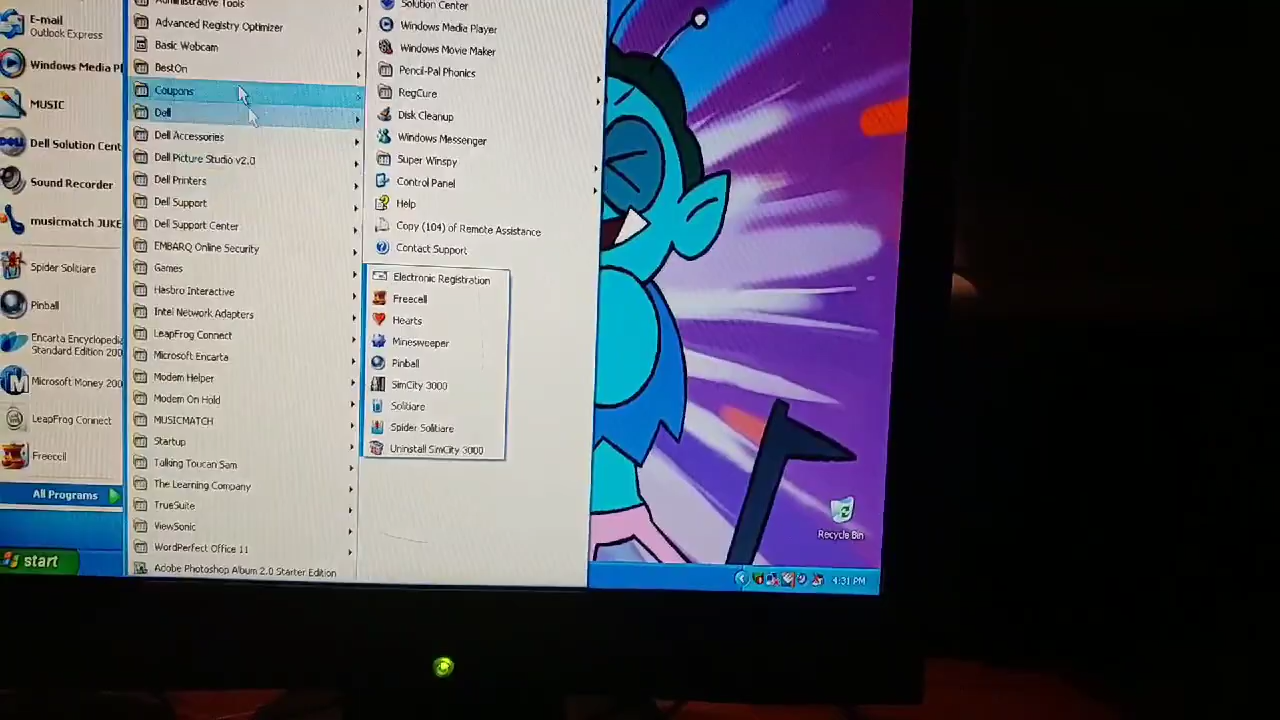 E-mail
Outlook Express
Windows Media Pl
MUSIC
Dell Solution Cent
Sound Recorder
musicmatch JUKE
Spider Solitaire
Pinball
Encarta Encyclopedia
Standard Edition 200
Microsoft Money 200
LeapFrog Connect
Freecell
All Programs
start
Administrative Tools
Advanced Registry Optimizer
Basic Webcam
BestOn
Coupons
Dell
Dell Accessories
Dell Picture Studio v2.0
Dell Printers
Dell Support
Dell Support Center
EMBARQ Online Security
Games
Hasbro Interactive
Intel Network Adapters
LeapFrog Connect
Microsoft Encarta
Modem Helper
Modem On Hold
MUSICMATCH
Startup
Talking Toucan Sam
The Learning Company
TrueSuite
ViewSonic
WordPerfect Office 11
Adobe Photoshop Album 2.0 Starter Edition
Solution Center
Windows Media Player
Windows Movie Maker
Pencil-Pal Phonics
RegCure
Disk Cleanup
Windows Messenger
Super Winspy
Control Panel
Help
Copy (104) of Remote Assistance
Contact Support
Electronic Registration
Freecell
Hearts
Minesweeper
Pinball
SimCity 3000
Solitaire
Spider Solitaire
Uninstall SimCity 3000
Recycle Bin
4:31 PM